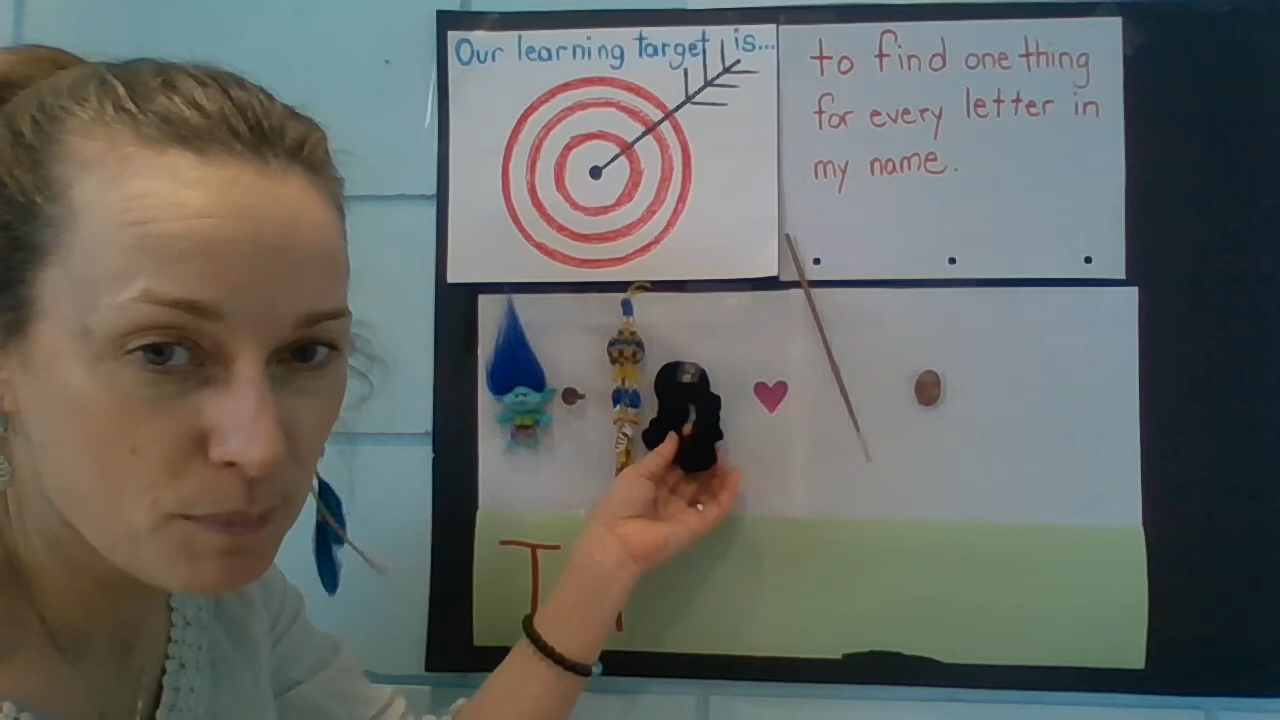 Our learning target is...
to find one thing
for every letter in
my name.
T